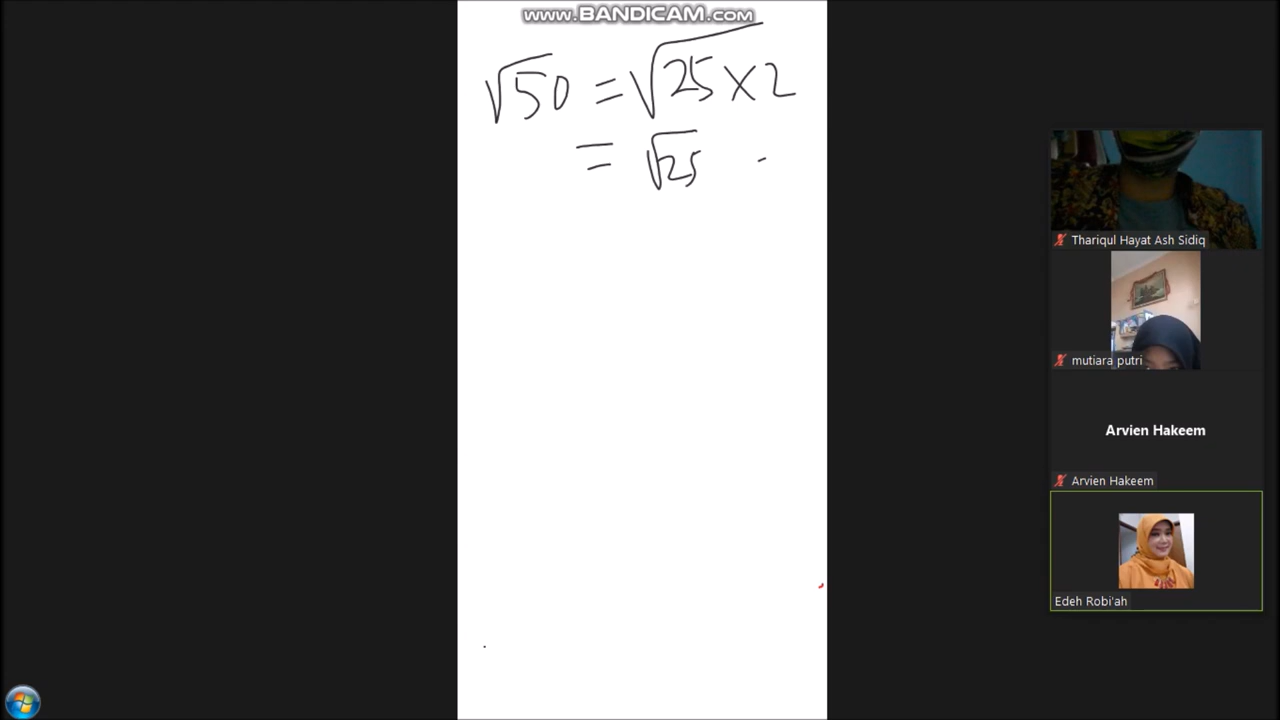 www.BANDICAM.com
√50 = √25 × 2
= √25 -
Thariqul Hayat Ash Sidiq
mutiara putri
Arvien Hakeem
Arvien Hakeem
Edeh Robi'ah